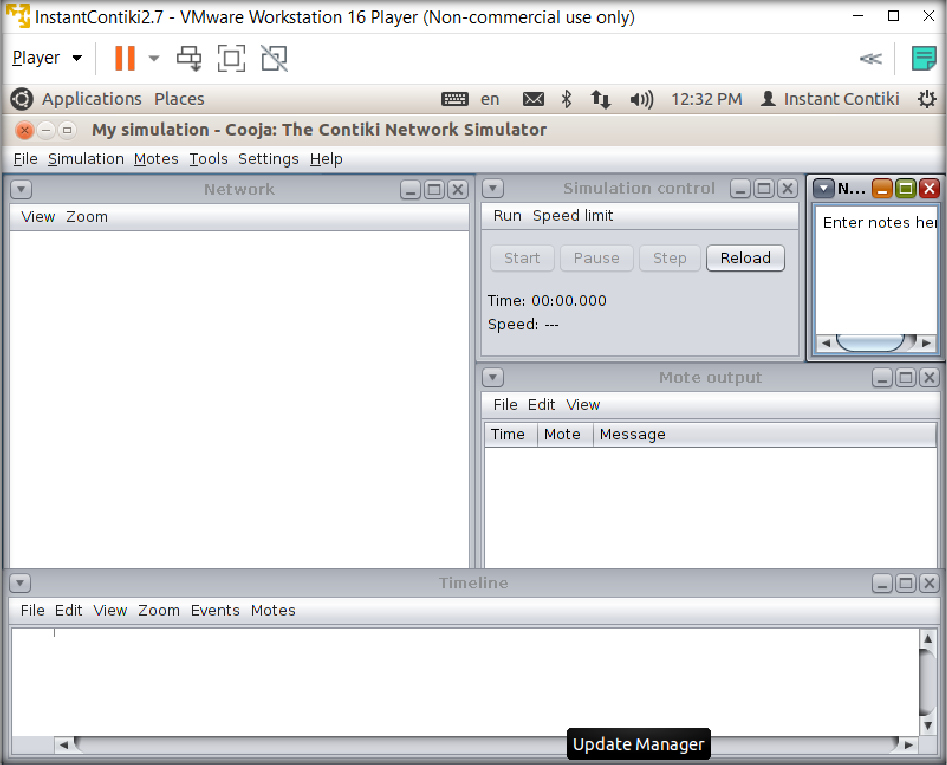 InstantContiki2.7 - VMware Workstation 16 Player (Non-commercial use only)
Player
Applications Places en 12:32 PM Instant Contiki
My simulation - Cooja: The Contiki Network Simulator
File Simulation Motes Tools Settings Help
Network
View Zoom
Simulation control
Run Speed limit
Start Pause Step Reload
Time: 00:00.000
Speed: ---
N...
Enter notes her
Mote output
File Edit View
Time Mote Message
Timeline
File Edit View Zoom Events Motes
Update Manager